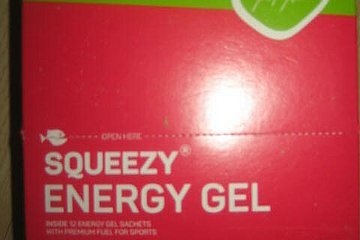 OPEN HERE
SQUEEZY®
ENERGY GEL
INSIDE 12 ENERGY GEL SACHETS
WITH PREMIUM FUEL FOR SPORTS